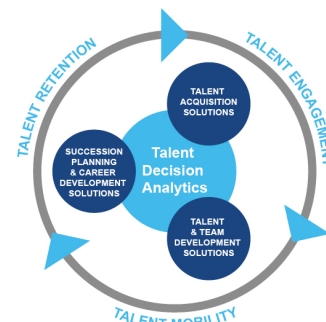 TALENT RETENTION
TALENT ENGAGEMENT
TALENT
ACQUISITION
SOLUTIONS
SUCCESSION
PLANNING
& CAREER
DEVELOPMENT
SOLUTIONS
Talent
Decision
Analytics
TALENT
& TEAM
DEVELOPMENT
SOLUTIONS
TALENT MOBILITY